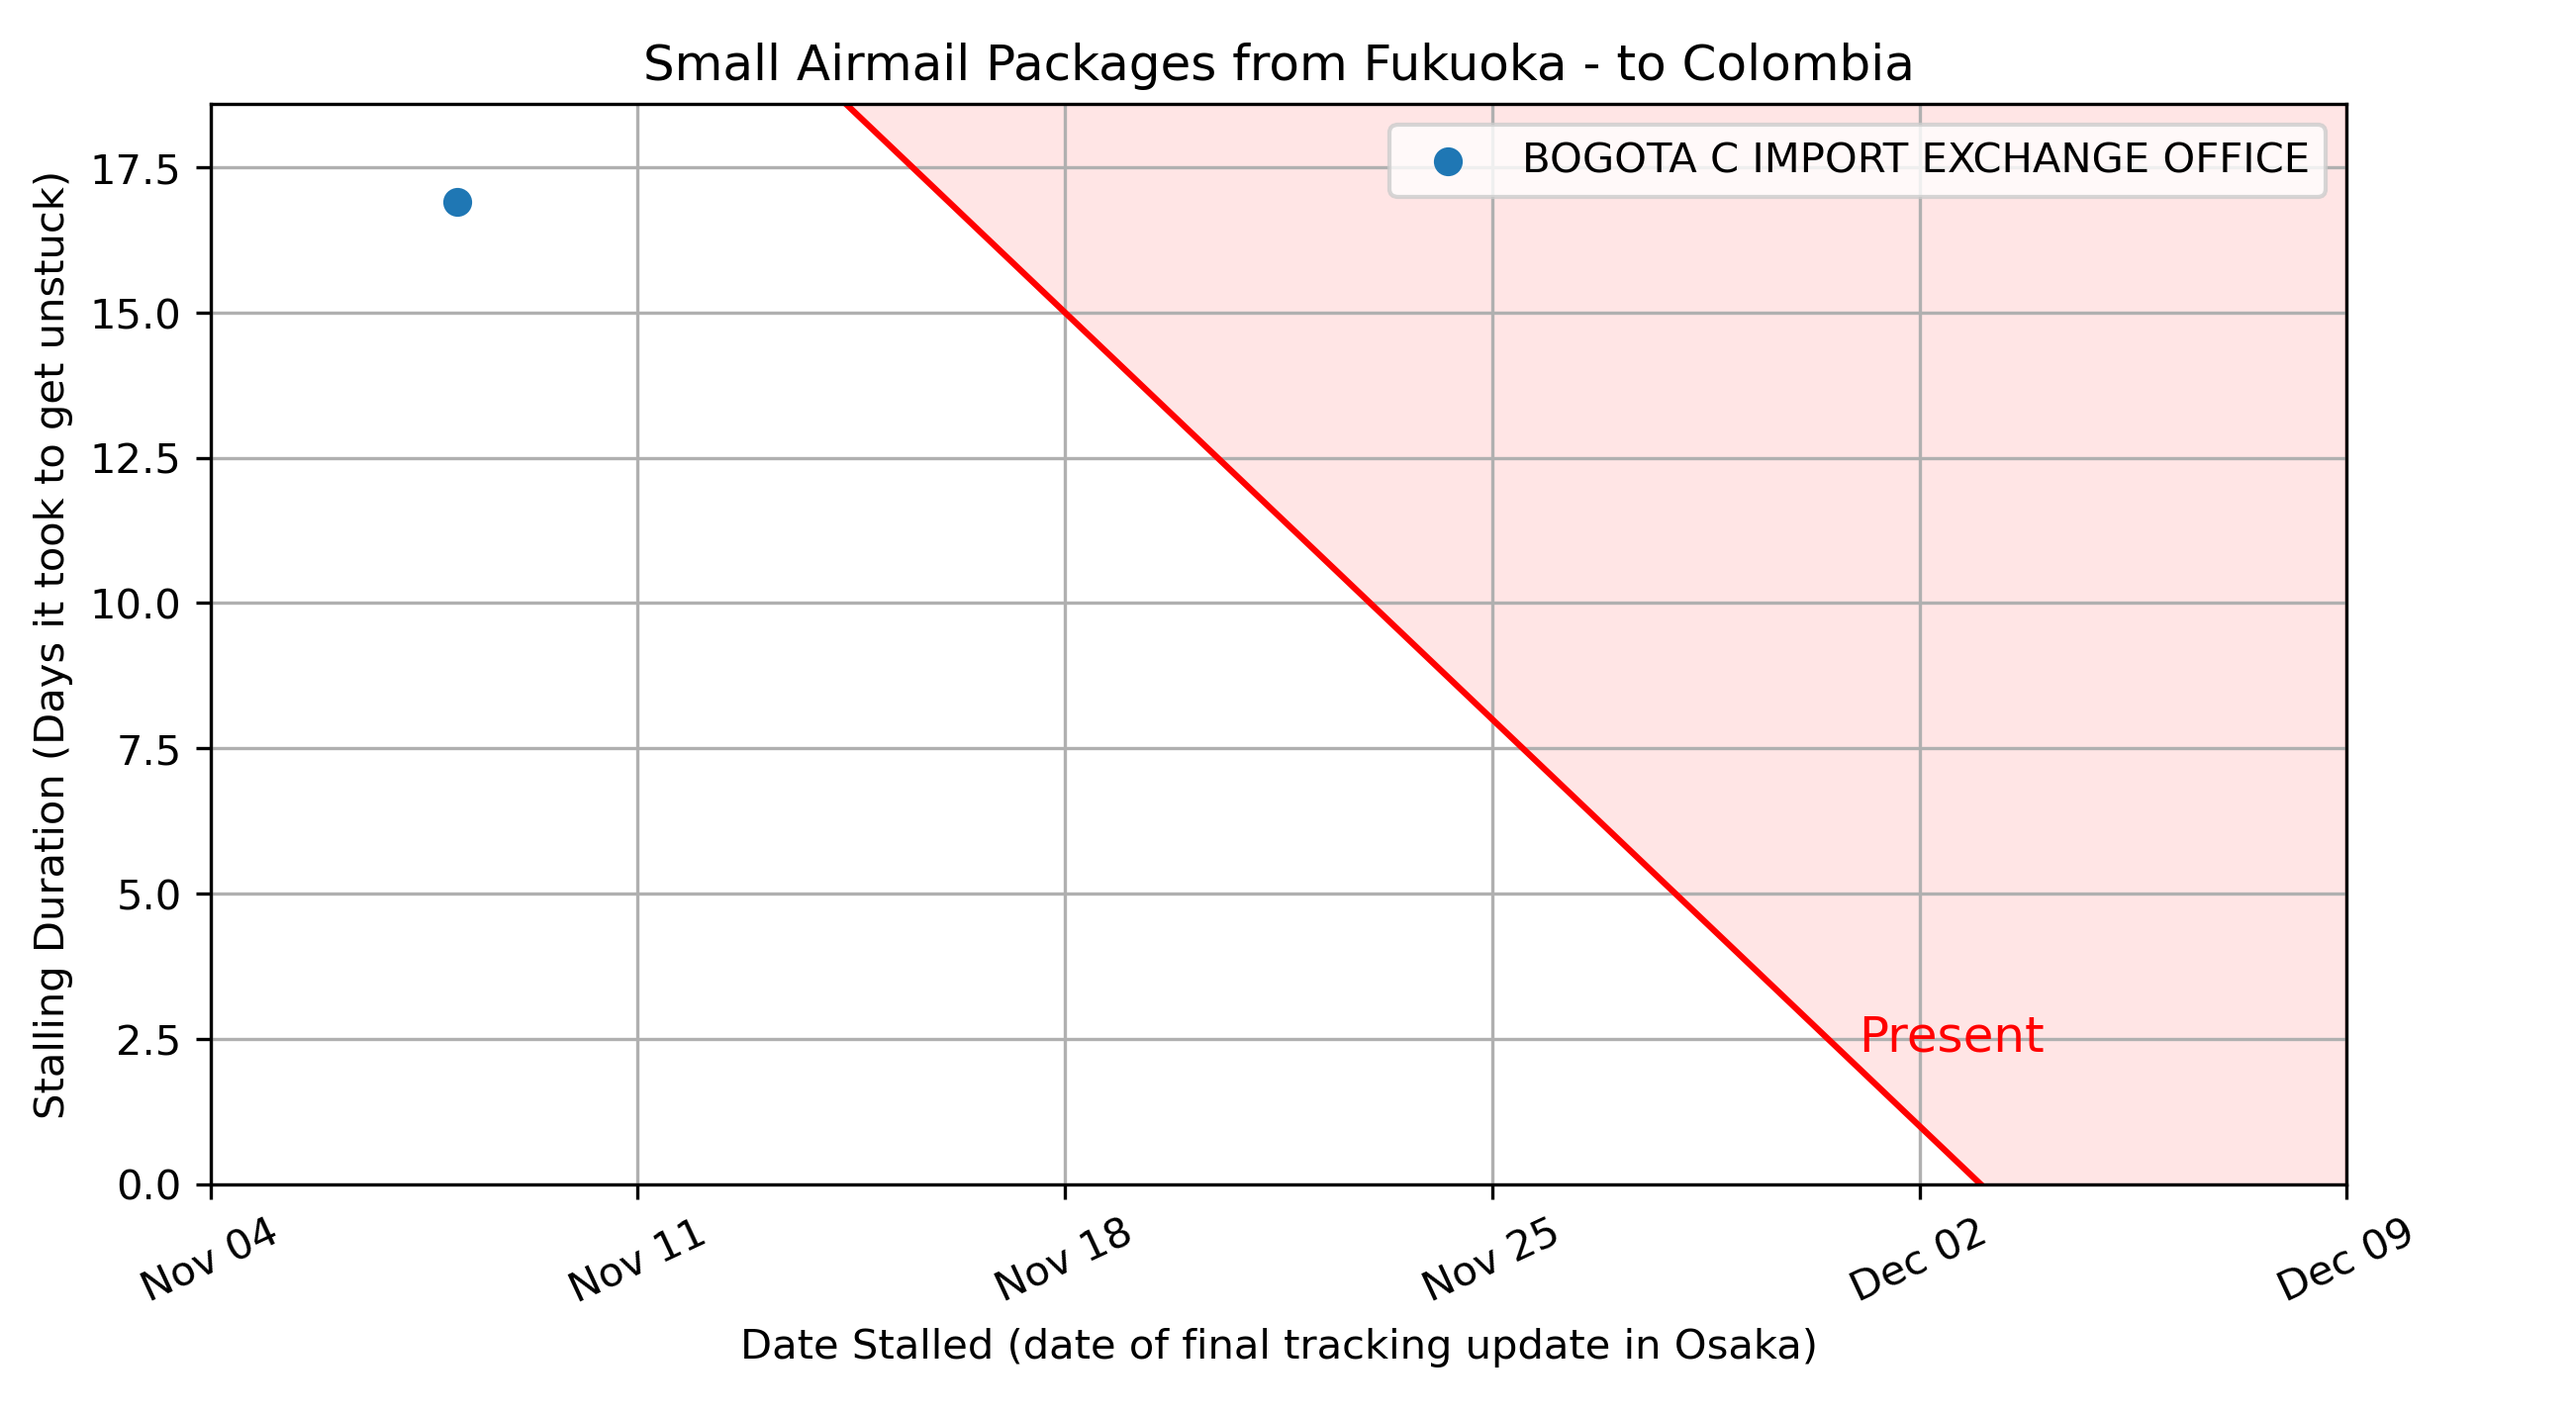 Small Airmail Packages from Fukuoka - to Colombia
BOGOTA C IMPORT EXCHANGE OFFICE
Stalling Duration (Days it took to get unstuck)
17.5
15.0
12.5
10.0
7.5
5.0
2.5
0.0
Present
Nov 04
Nov 11
Nov 18
Nov 25
Dec 02
Dec 09
Date Stalled (date of final tracking update in Osaka)